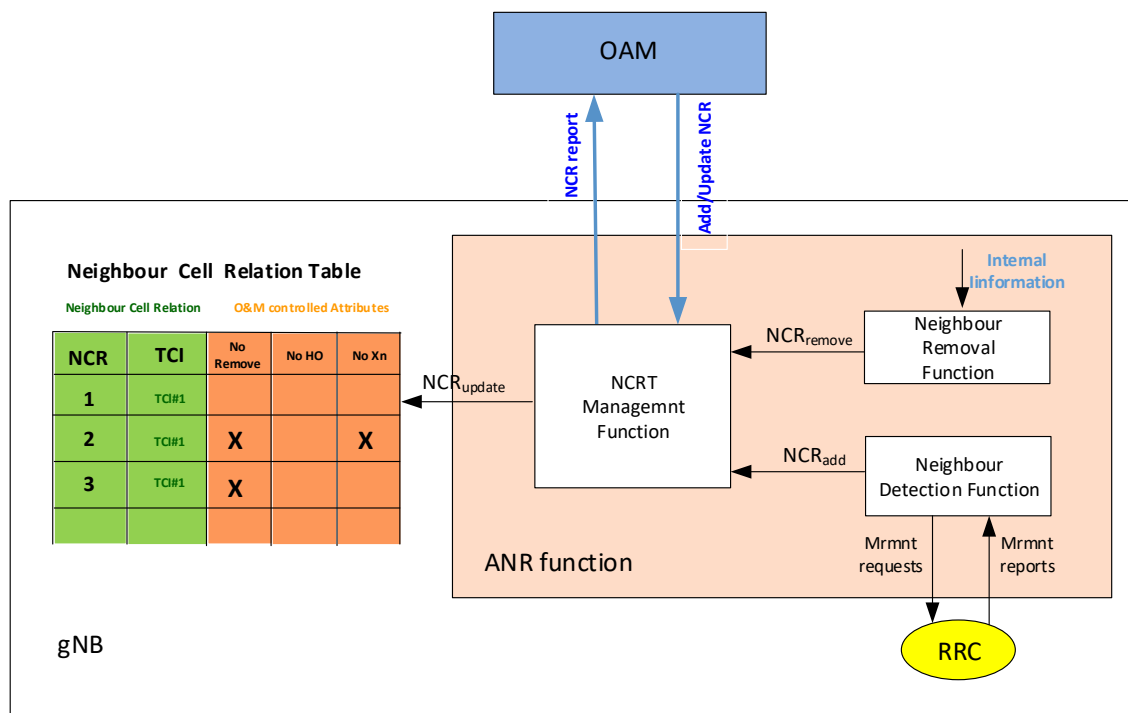 OAM
NCR report
Add/Update NCR
Neighbour Cell Relation Table
Neighbour Cell Relation
O&M controlled Attributes
NCR TCI No Remove No HO No Xn
1 TCI#1
2 TCI#1 X X
3 TCI#1 X
NCRupdate
NCRT
Managemnt
Function
NCRremove
NCRadd
Internal
Iinformation
Neighbour
Removal
Function
Neighbour
Detection Function
Mrmnt
requests
Mrmnt
reports
ANR function
RRC
gNB